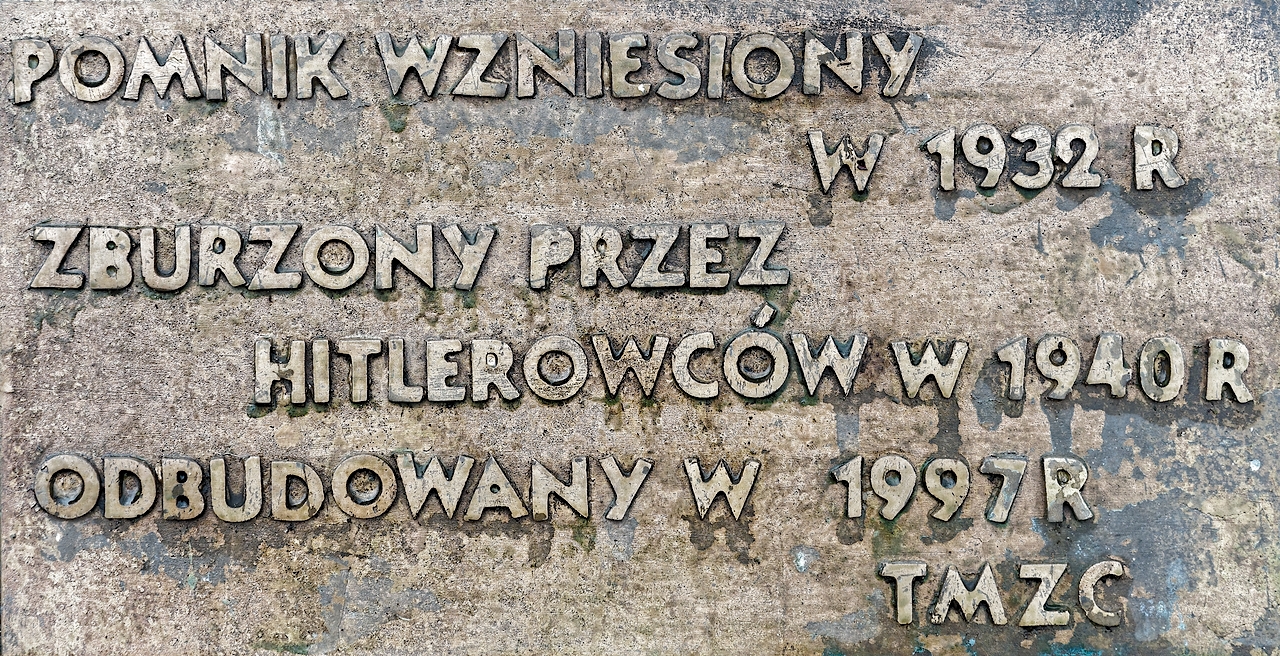 POMNIK WZNIESIONY
W 1932 R
ZBURZONY PRZEZ
HITLEROWCÓW W 1940 R
ODBUDOWANY W 1997 R
TMZC